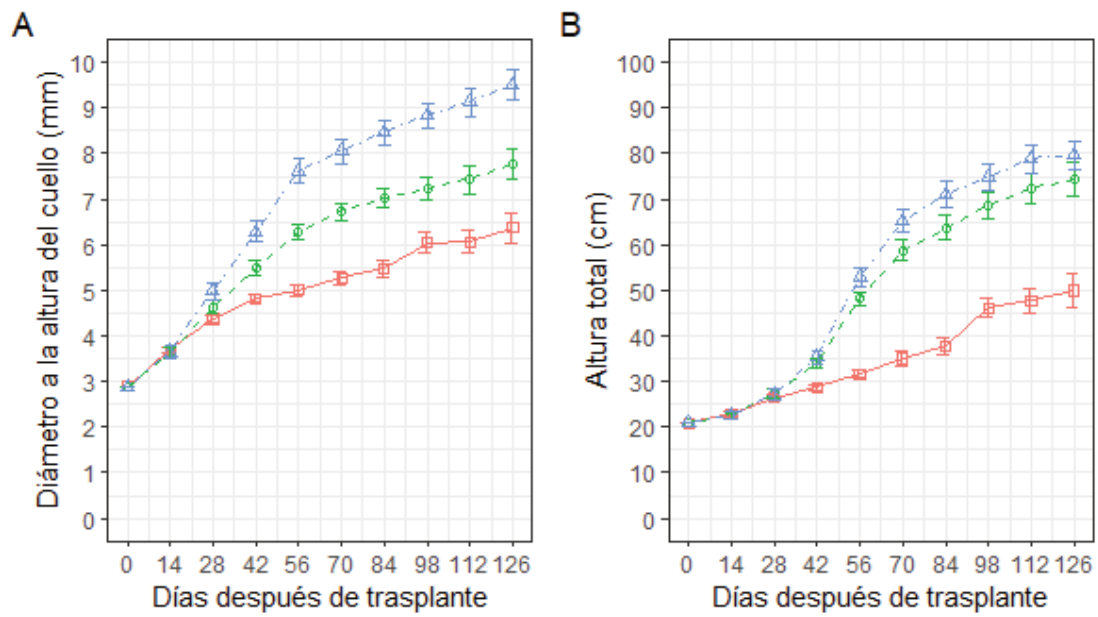 A
Diámetro a la altura del cuello (mm)
10
9
8
7
6
5
4
3
2
1
0
0 14 28 42 56 70 84 98 112 126
Días después de trasplante
B
Altura total (cm)
100
90
80
70
60
50
40
30
20
10
0
0 14 28 42 56 70 84 98 112 126
Días después de trasplante